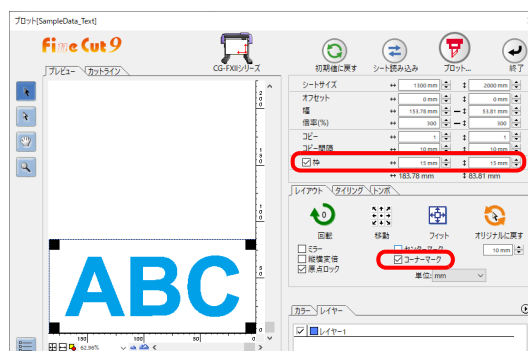 プロット[SampleData_Text]
FineCut9
CG-FXIIシリーズ
初期値に戻す シート読み込み プロット... 終了
プレビュー カットライン
シートサイズ 1300 mm 2000 mm
オフセット 0 mm 0 mm
幅 153.78 mm 53.81 mm
倍率(%) 100 100
コピー 1 1
コピー間隔 10 mm 10 mm
枠 15 mm 15 mm
183.78 mm 83.81 mm
レイアウト タイリング トンボ
回転 移動 フィット オリジナルに戻す
ミラー センターマーク 10 mm
縦横変倍 コーナーマーク
原点ロック 単位: mm
カラー レイヤー
レイヤー1
ABC
200
150
100
50
0
150 100 50 0
62.98%